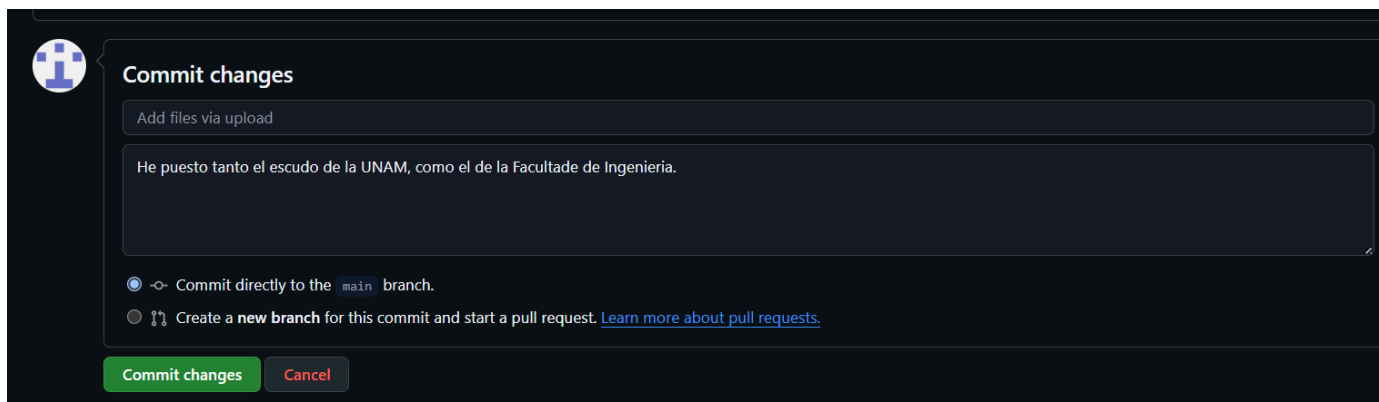 Commit changes
Add files via upload
He puesto tanto el escudo de la UNAM, como el de la Facultade de Ingenieria.
Commit directly to the main branch.
Create a new branch for this commit and start a pull request. Learn more about pull requests.
Commit changes Cancel